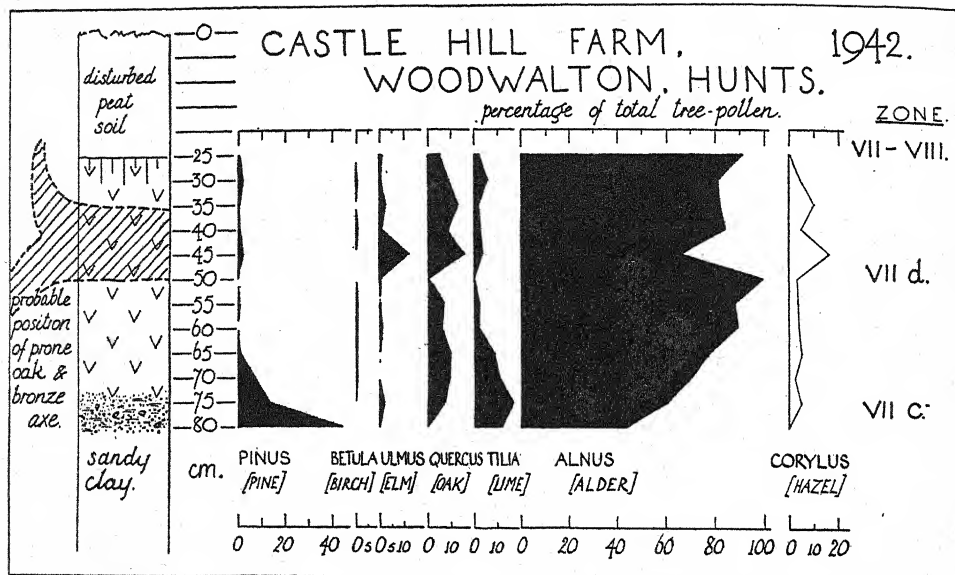 CASTLE HILL FARM, 1942.
WOODWALTON, HUNTS.
percentage of total tree-pollen.
ZONE.
0
disturbed
peat
soil
25
30
35
40
45
50
55
60
65
70
75
80
cm.
VII-VIII.
VII d.
VII c.
probable
position
of prone
oak &
bronze
axe.
sandy
clay.
PINUS BETULA ULMUS QUERCUS TILIA ALNUS CORYLUS
[PINE] [BIRCH] [ELM] [OAK] [LIME] [ALDER] [HAZEL]
0 20 40 0 5 0 5 10 0 10 0 10 0 20 40 60 80 100 0 10 20